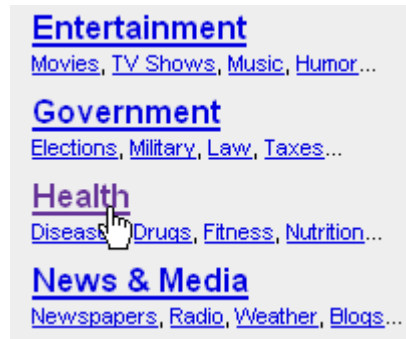 Entertainment
Movies, TV Shows, Music, Humor...
Government
Elections, Military, Law, Taxes...
Health
Drugs, Fitness, Nutrition...
News & Media
Newspapers, Radio, Weather, Blogs...